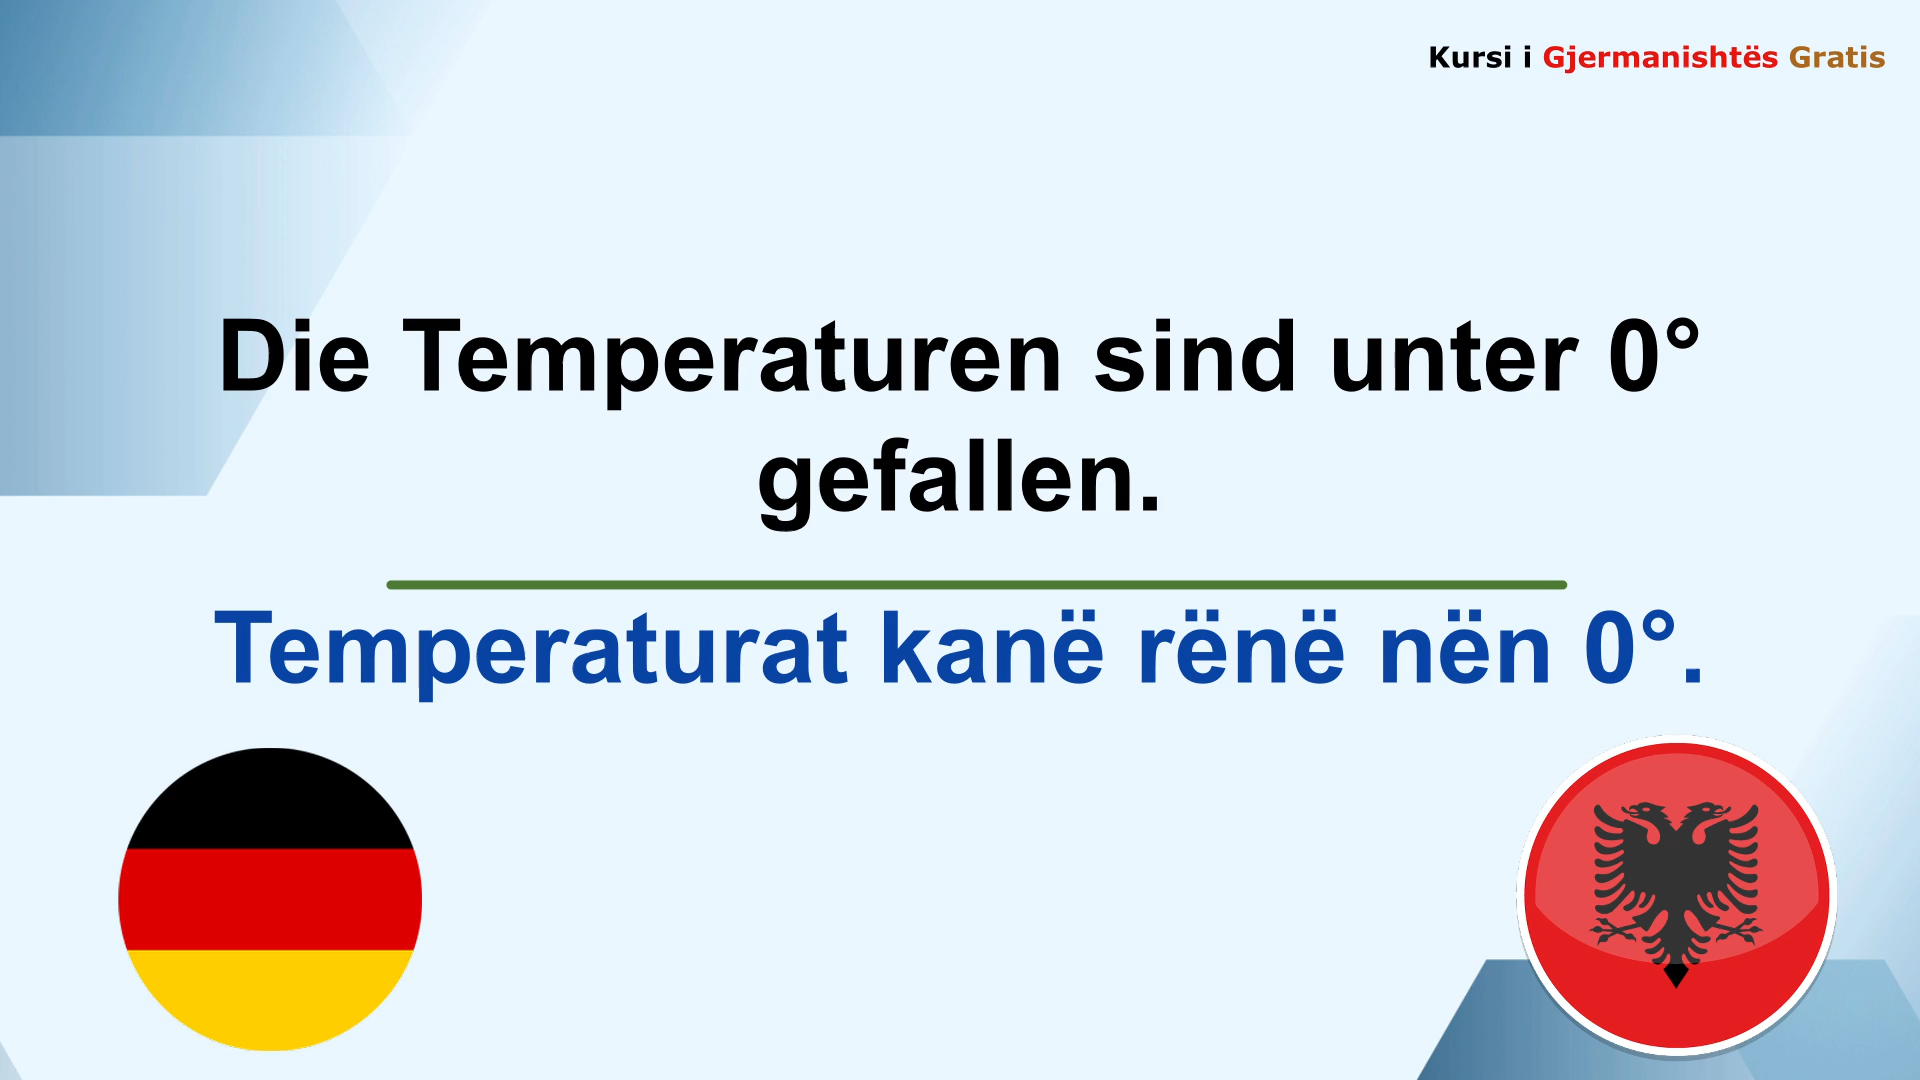 Kursi i Gjermanishtës Gratis
Die Temperaturen sind unter 0°
gefallen.
Temperaturat kanë rënë nën 0°.